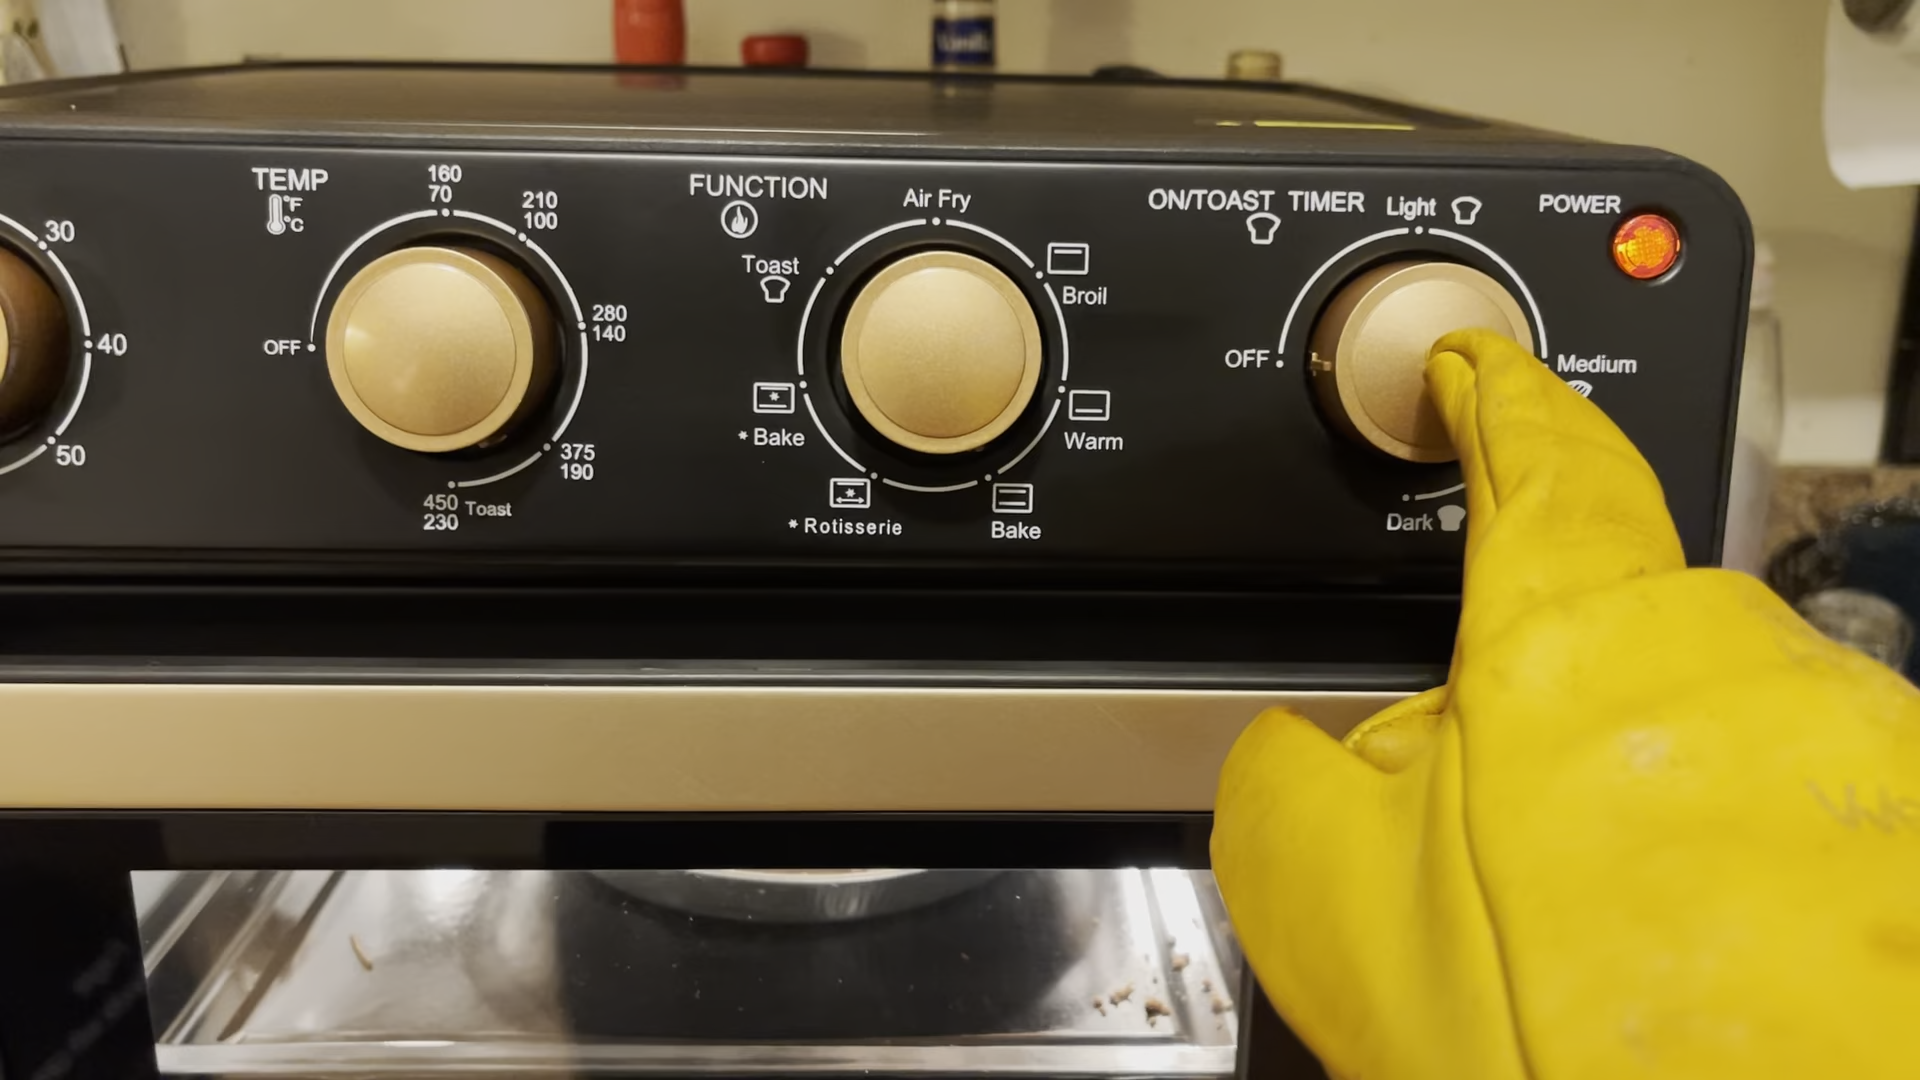 Vanilla
30
40
50
TEMP
°F
°C
OFF
160
70
210
100
280
140
375
190
450
230
Toast
FUNCTION
Air Fry
Broil
Warm
Bake
* Rotisserie
* Bake
Toast
ON/TOAST TIMER
OFF
Light
Medium
Dark
POWER